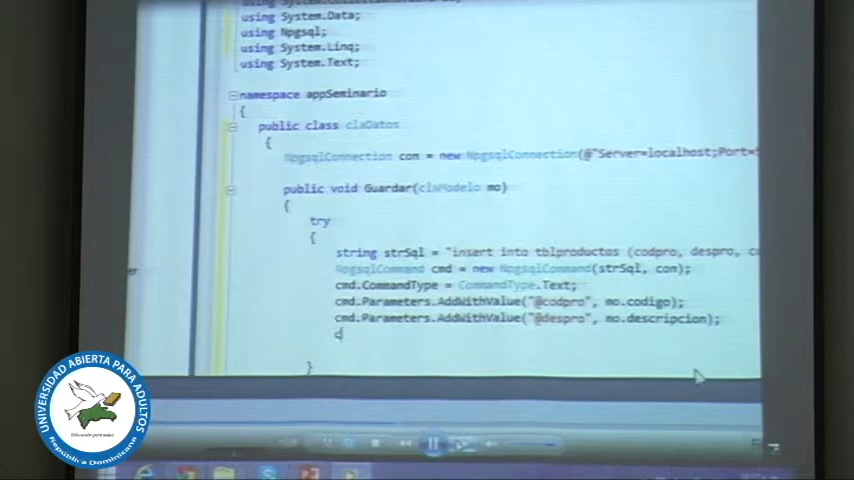 using System.Data;
using Npgsql;
using System.Linq;
using System.Text;
namespace appSeminario
{
public class claDatos
{
NpgsqlConnection con = new NpgsqlConnection(@"Server=localhost;Port=
public void Guardar(claModelo mo)
{
try
{
string strSql = "insert into tblproductos (codpro, despro, ca
NpgsqlCommand cmd = new NpgsqlCommand(strSql, con);
cmd.CommandType = CommandType.Text;
cmd.Parameters.AddWithValue("@codpro", mo.codigo);
cmd.Parameters.AddWithValue("@despro", mo.descripcion);
c
}
er
UNIVERSIDAD ABIERTA PARA ADULTOS
República Dominicana